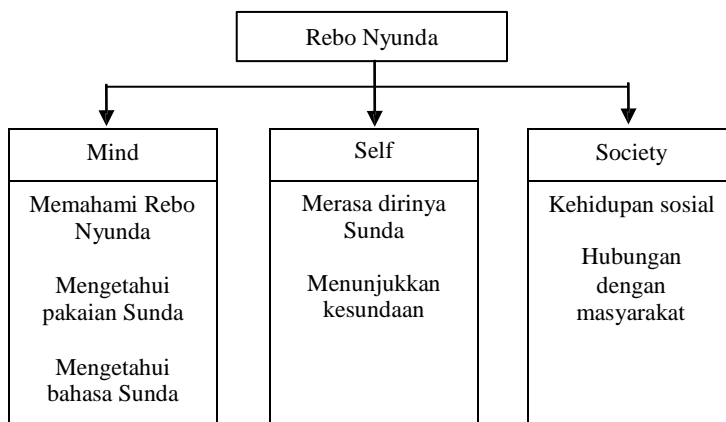 Rebo Nyunda
Mind
Memahami Rebo
Nyunda
Mengetahui
pakaian Sunda
Mengetahui
bahasa Sunda
Self
Merasa dirinya
Sunda
Menunjukkan
kesundaan
Society
Kehidupan sosial
Hubungan
dengan
masyarakat